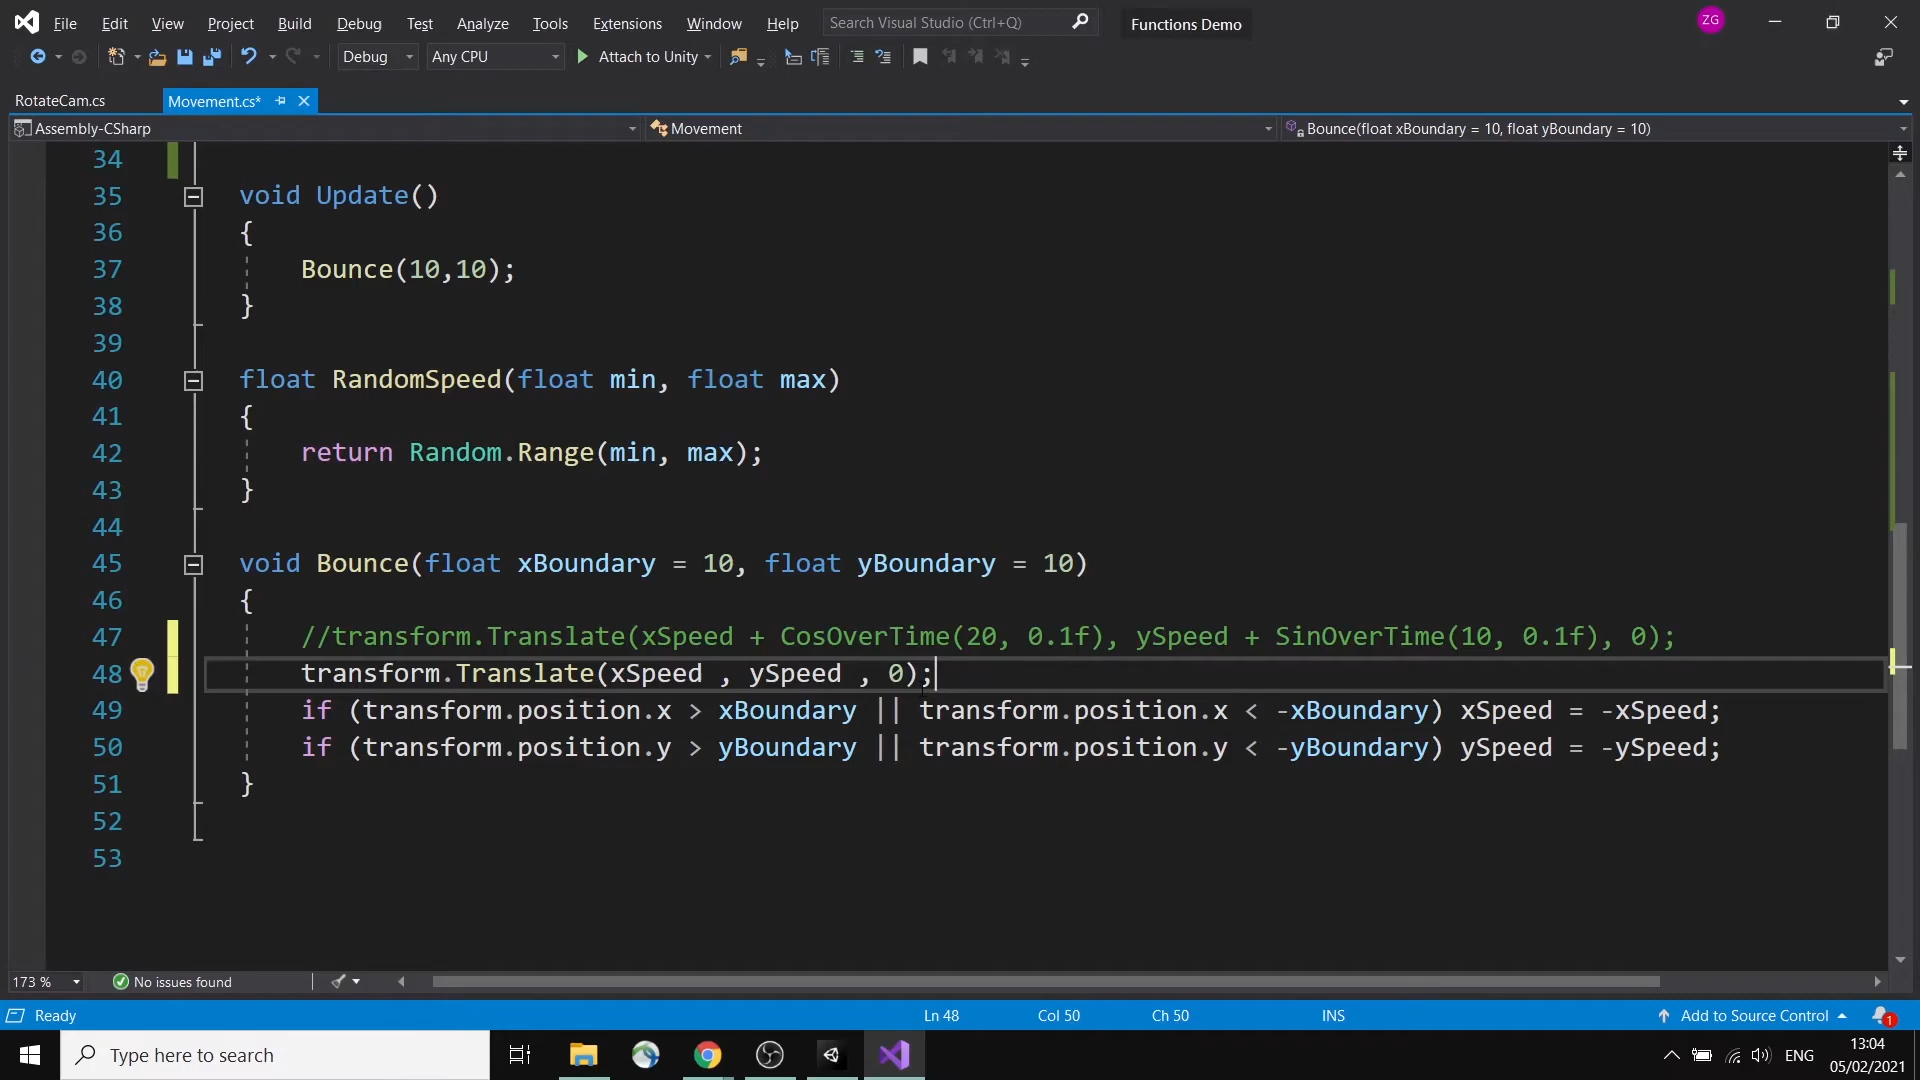 File Edit View Project Build Debug Test Analyze Tools Extensions Window Help Search Visual Studio (Ctrl+Q) Functions Demo ZG
Debug Any CPU Attach to Unity
RotateCam.cs Movement.cs*
Assembly-CSharp Movement Bounce(float xBoundary = 10, float yBoundary = 10)
34
35 void Update()
36 {
37 Bounce(10,10);
38 }
39
40 float RandomSpeed(float min, float max)
41 {
42 return Random.Range(min, max);
43 }
44
45 void Bounce(float xBoundary = 10, float yBoundary = 10)
46 {
47 //transform.Translate(xSpeed + CosOverTime(20, 0.1f), ySpeed + SinOverTime(10, 0.1f), 0);
48 transform.Translate(xSpeed , ySpeed , 0);
49 if (transform.position.x > xBoundary || transform.position.x < -xBoundary) xSpeed = -xSpeed;
50 if (transform.position.y > yBoundary || transform.position.y < -yBoundary) ySpeed = -ySpeed;
51 }
52
53
173 % No issues found
Ready Ln 48 Col 50 Ch 50 INS Add to Source Control 1
Type here to search ENG 13:04
05/02/2021